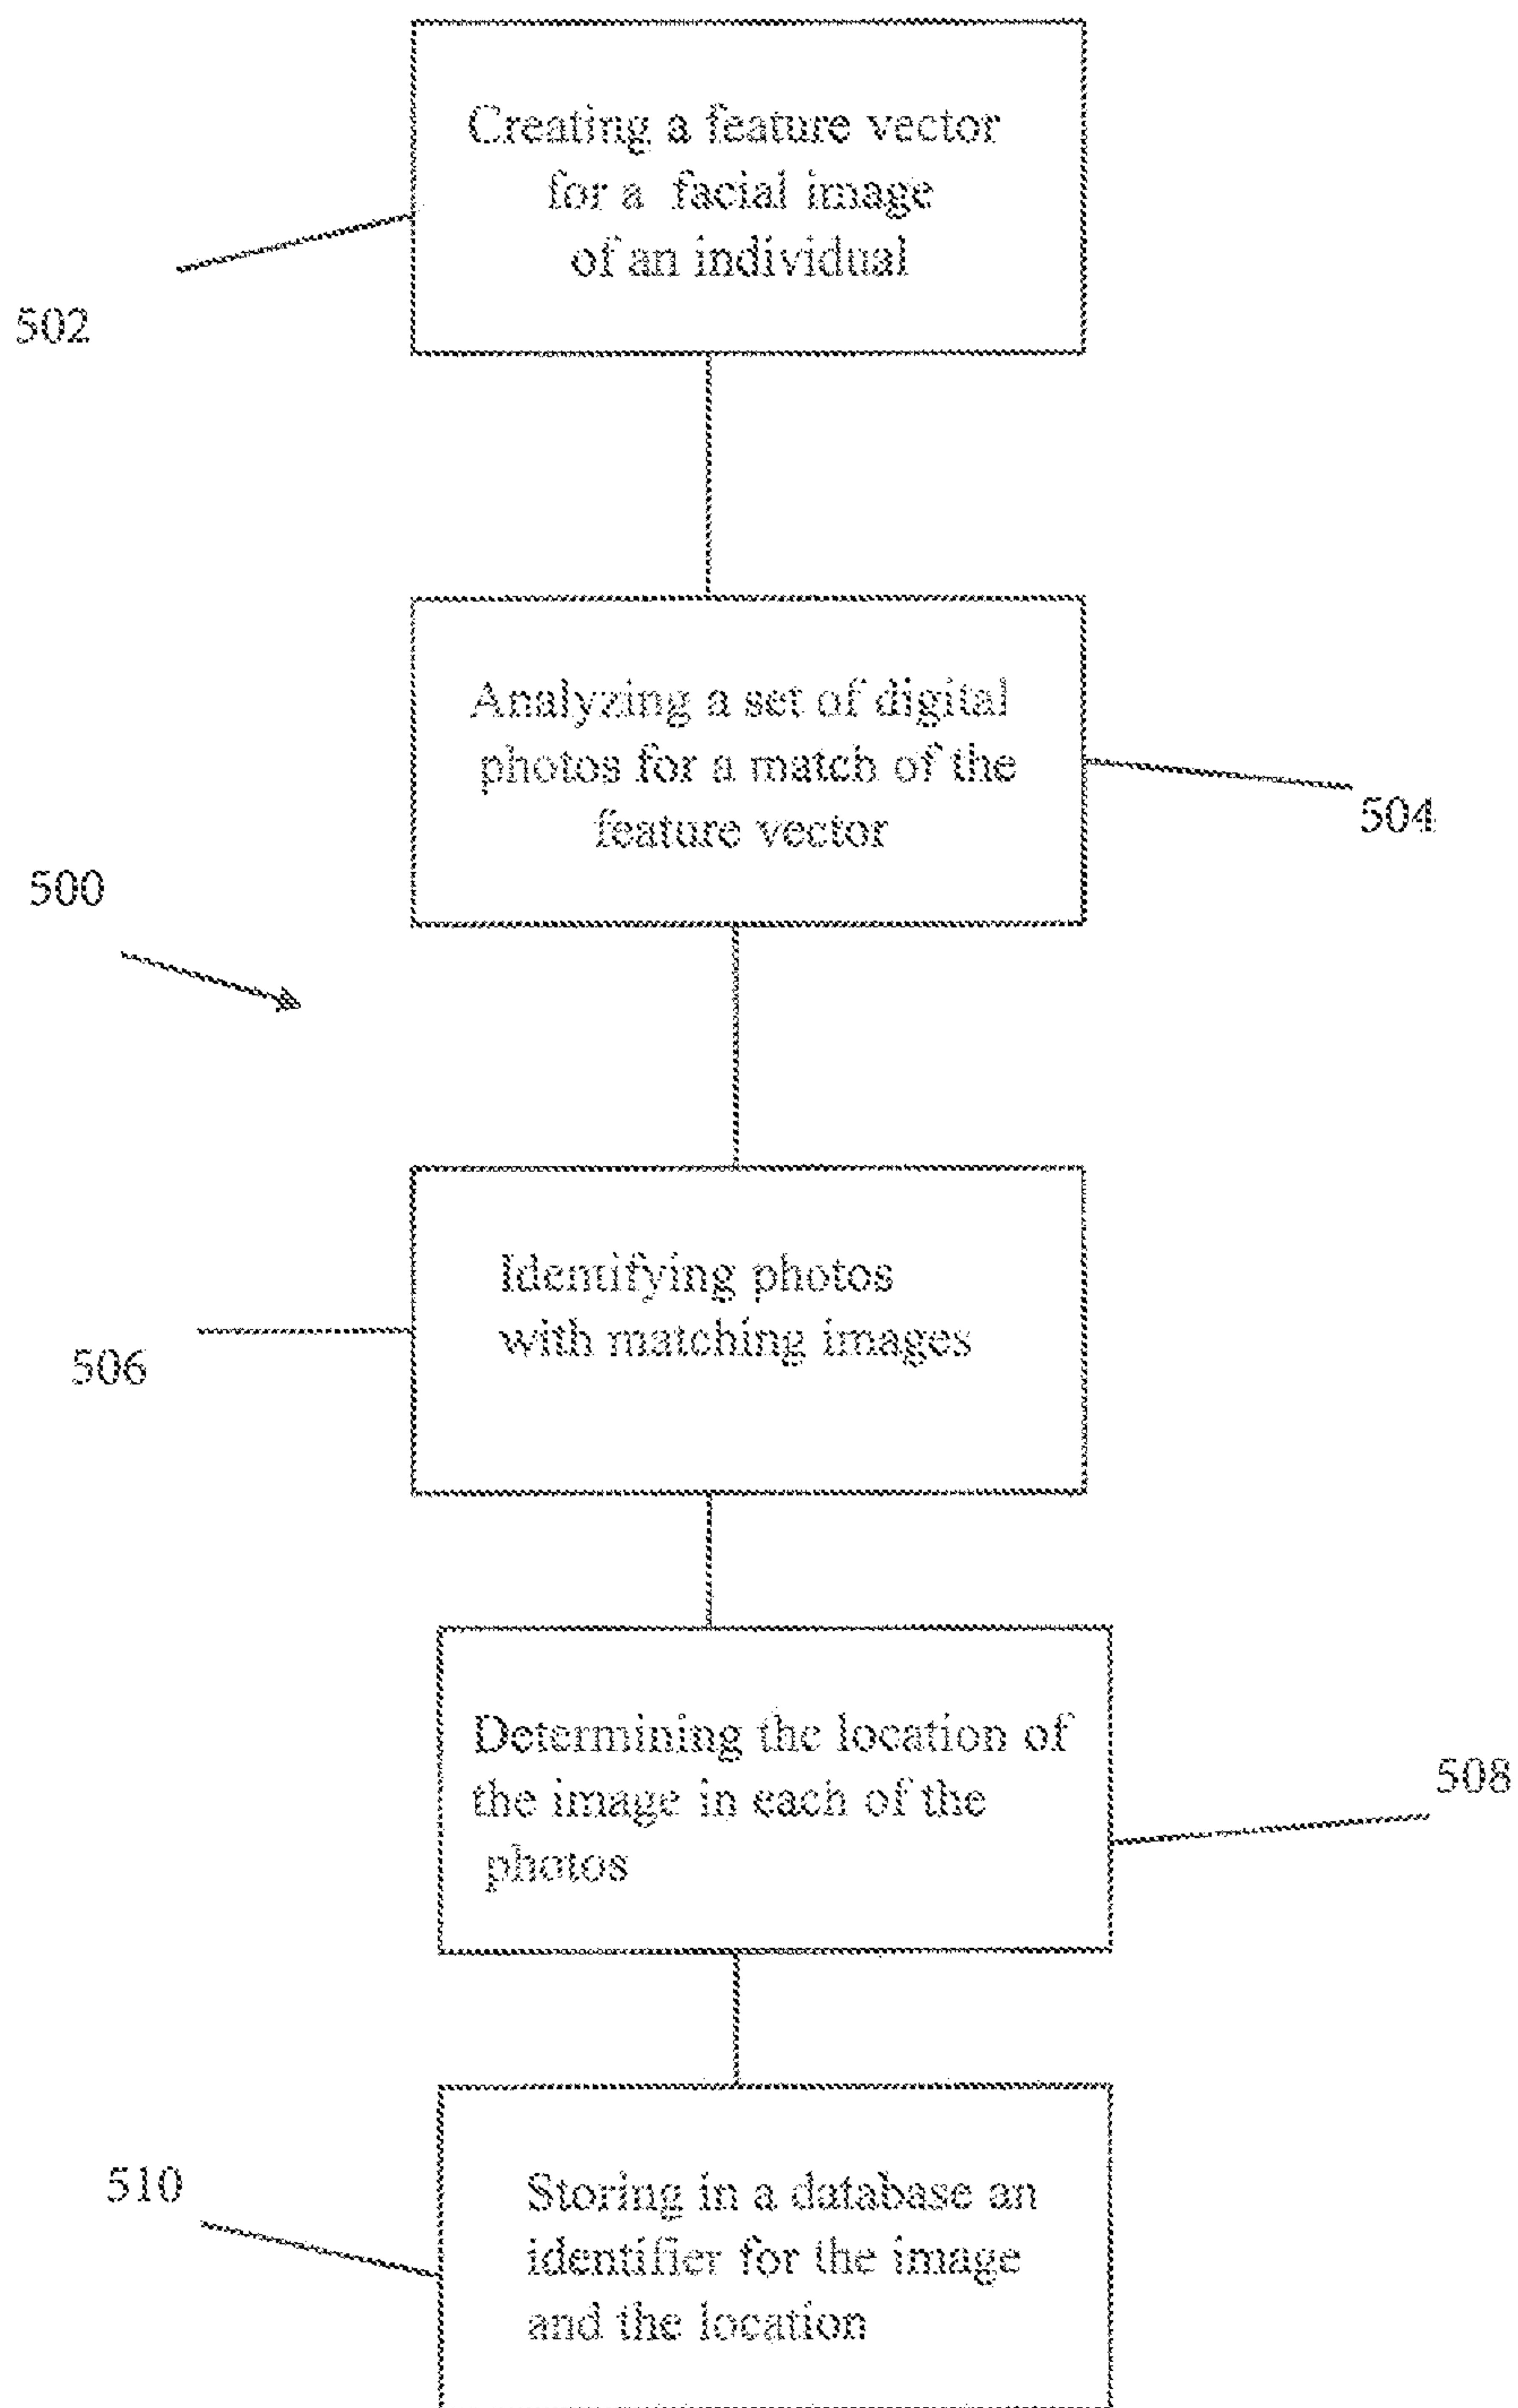 Creating a feature vector
for a facial image
of an individual
502
Analyzing a set of digital
photos for a match of the
feature vector
504
500
Identifying photos
with matching images
506
Determining the location of
the image in each of the
photos
508
510
Storing in a database an
identifier for the image
and the location